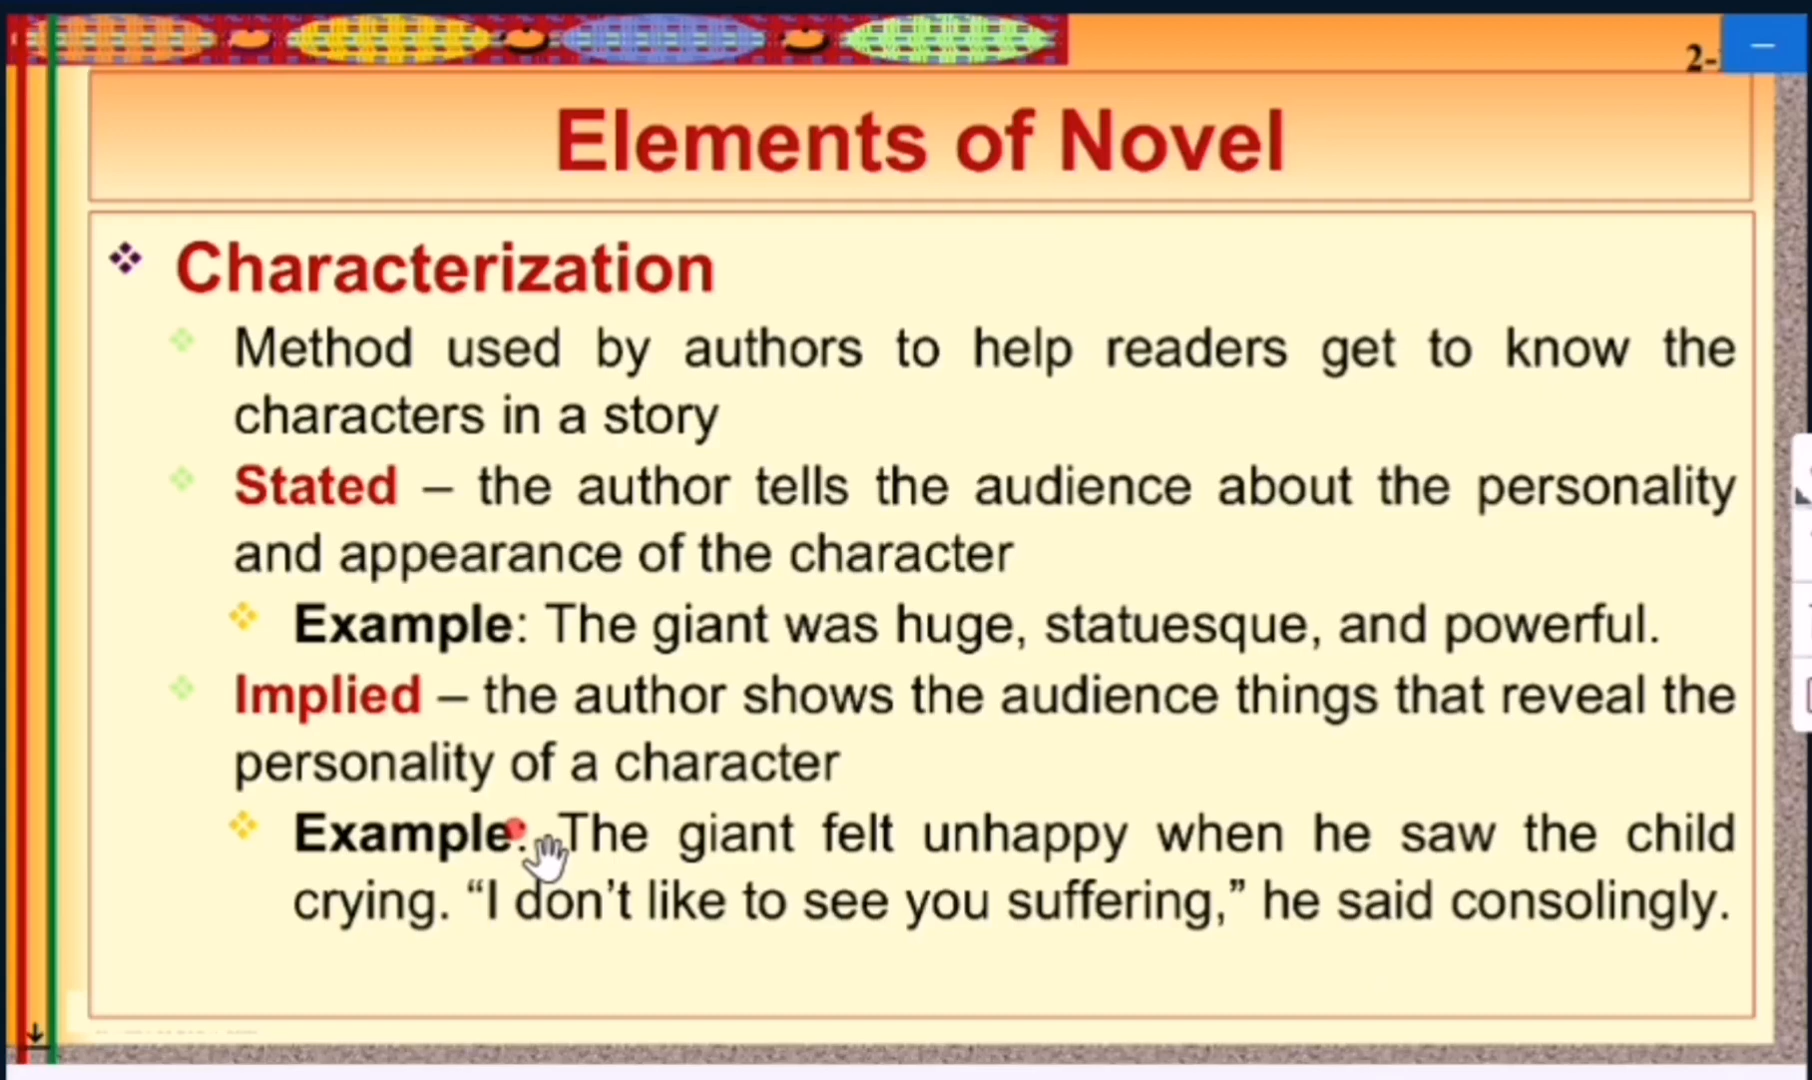 2-
Elements of Novel
Characterization
Method used by authors to help readers get to know the
characters in a story
Stated – the author tells the audience about the personality
and appearance of the character
Example: The giant was huge, statuesque, and powerful.
Implied – the author shows the audience things that reveal the
personality of a character
Example: The giant felt unhappy when he saw the child
crying. “I don’t like to see you suffering,” he said consolingly.